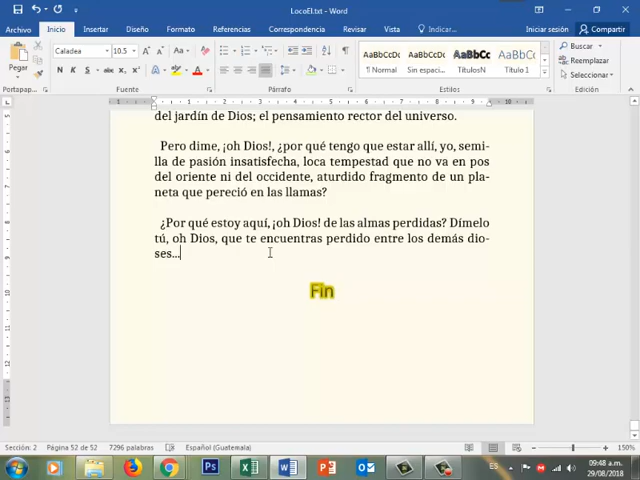 LocoEl.txt - Word
Archivo Inicio Insertar Diseño Formato Referencias Correspondencia Revisar Vista Indicar... Iniciar sesión Compartir
Pegar
Caladea 10.5
N K S
AaBbCcDc AaBbCcDc AaBbCc AaBbCcD
¶ Normal Sin espaci... TítulosN Título 1
Buscar
Reemplazar
Seleccionar
Portapap... Fuente Párrafo Estilos Edición
del jardín de Dios; el pensamiento rector del universo.
Pero dime, ¡oh Dios!, ¿por qué tengo que estar allí, yo, semi-
lla de pasión insatisfecha, loca tempestad que no va en pos
del oriente ni del occidente, aturdido fragmento de un pla-
neta que pereció en las llamas?
¿Por qué estoy aquí, ¡oh Dios! de las almas perdidas? Dímelo
tú, oh Dios, que te encuentras perdido entre los demás dio-
ses...
Fin
Sección: 2 Página 52 de 52 7296 palabras Español (Guatemala) 150%
ES 09:48 a.m.
29/08/2018